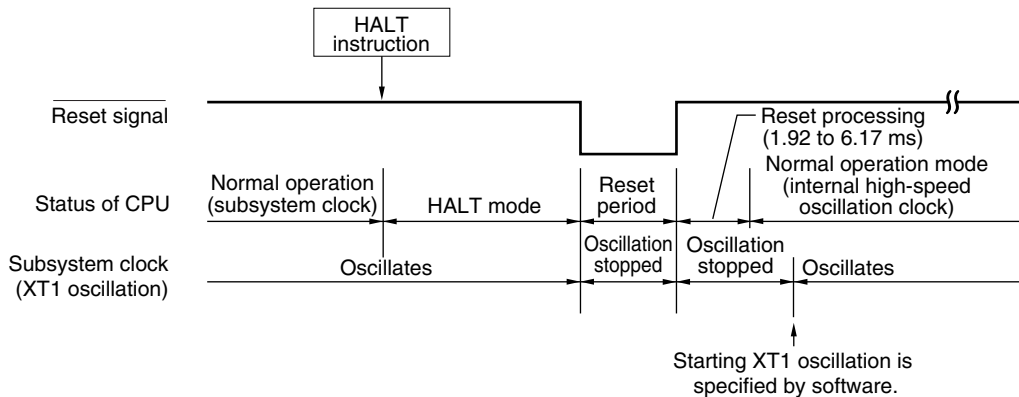 HALT
instruction
Reset signal
Reset processing
(1.92 to 6.17 ms)
Status of CPU
Normal operation
(subsystem clock)
HALT mode
Reset
period
Normal operation mode
(internal high-speed
oscillation clock)
Subsystem clock
(XT1 oscillation)
Oscillates
Oscillation
stopped
Oscillation
stopped
Oscillates
Starting XT1 oscillation is
specified by software.